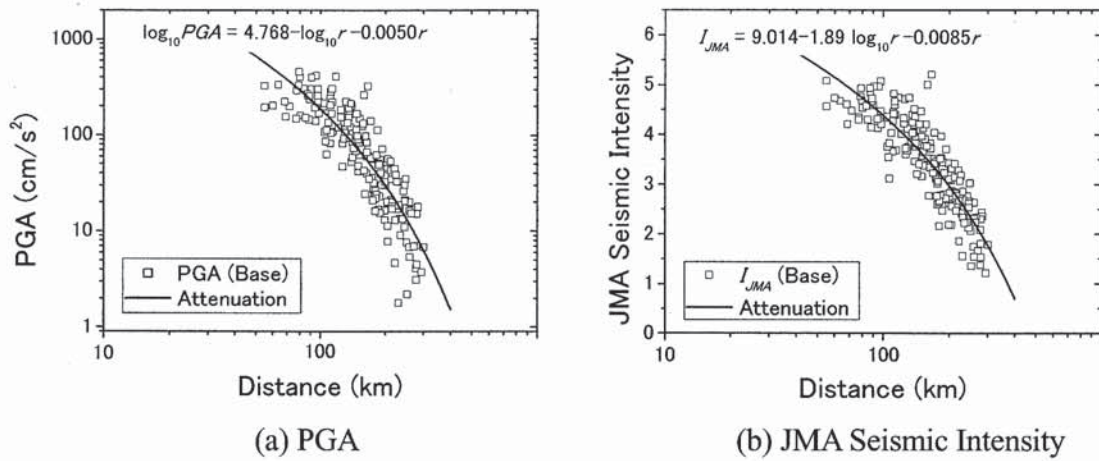 log₁₀PGA = 4.768-log₁₀r-0.0050r
1000
100
10
1
PGA (cm/s²)
PGA (Base)
Attenuation
10
100
Distance (km)
(a) PGA
I_JMA = 9.014-1.89 log₁₀r-0.0085r
6
5
4
3
2
1
0
JMA Seismic Intensity
I_JMA (Base)
Attenuation
10
100
Distance (km)
(b) JMA Seismic Intensity